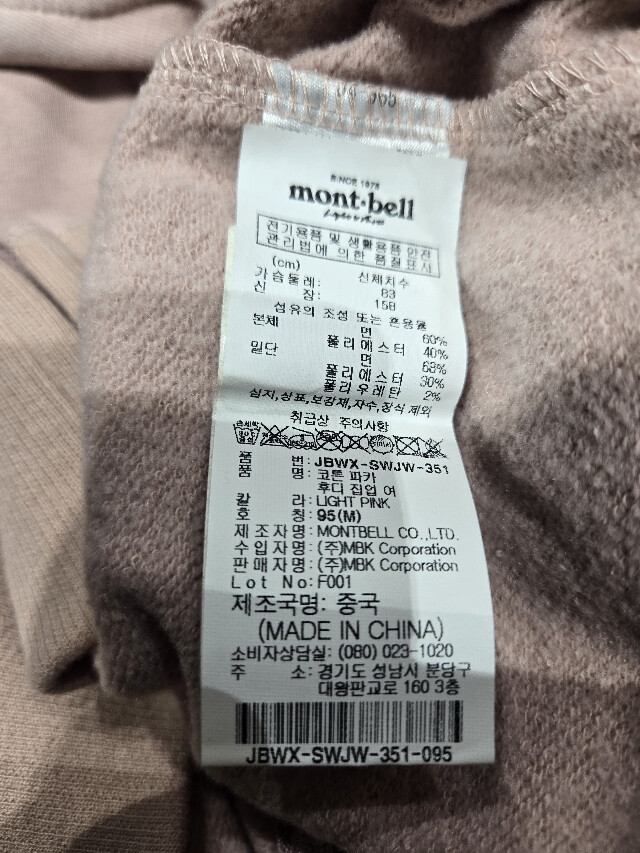 SINCE 1975
mont·bell
전기용품 및 생활용품 안전
관리법에 의한 품질표시
(cm) 신체치수
가슴둘레: 83
신 장: 158
섬유의 조성 또는 혼용율
본체 면 60%
폴리에스터 40%
밑단 면 68%
폴리에스터 30%
폴리우레탄 2%
심지,상표,보강재,자수,장식 제외
취급상 주의사항
품 번: JBWX-SWJW-351
품 명: 코튼 파카
후디 집업 여
칼 라: LIGHT PINK
호 칭: 95(M)
제 조 자 명: MONTBELL CO.,LTD.
수 입 자 명: (주)MBK Corporation
판 매 자 명: (주)MBK Corporation
Lot No: F001
제조국명: 중국
(MADE IN CHINA)
소비자상담실: (080) 023-1020
주 소: 경기도 성남시 분당구
대왕판교로 160 3층
JBWX-SWJW-351-095